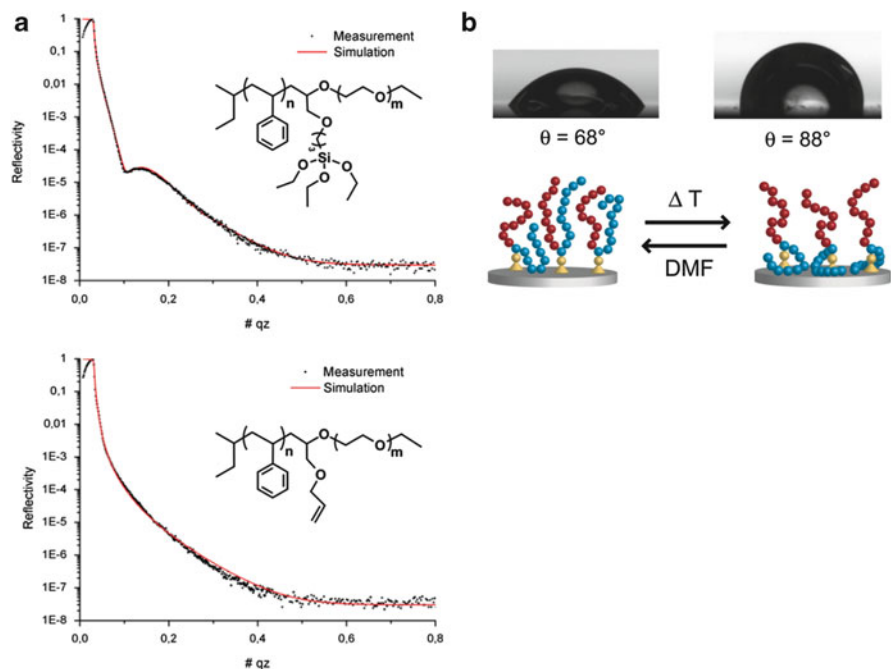 a
Reflectivity
1
0,1
0,01
1E-3
1E-4
1E-5
1E-6
1E-7
1E-8
0,0 0,2 0,4 0,6 0,8
# qz
Measurement
Simulation
n
O
O
m
O
3
Si
O
O
O
Reflectivity
1
0,1
0,01
1E-3
1E-4
1E-5
1E-6
1E-7
1E-8
0,0 0,2 0,4 0,6 0,8
# qz
Measurement
Simulation
n
O
O
m
O
b
θ = 68°
θ = 88°
Δ T
DMF